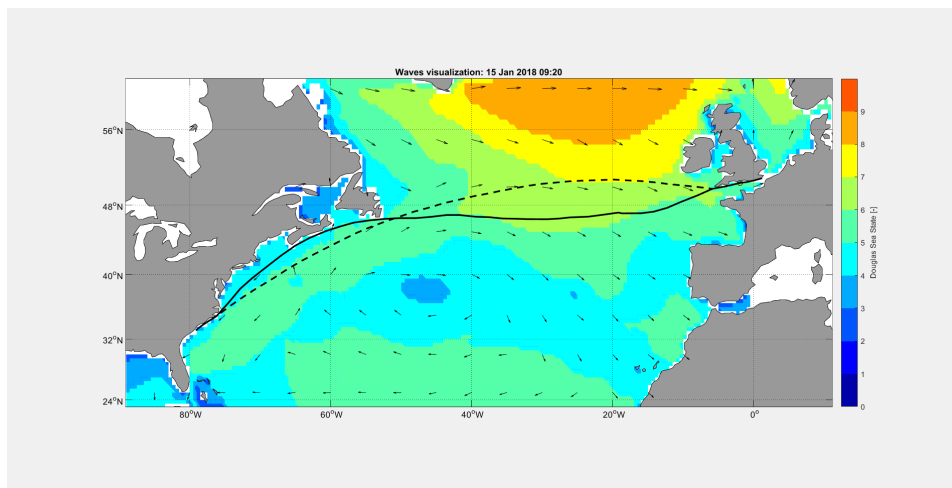 Waves visualization: 15 Jan 2018 09:20
56°N
48°N
40°N
32°N
24°N
80°W
60°W
40°W
20°W
0°
9
8
7
6
5
4
3
2
1
0
Douglas Sea State [-]